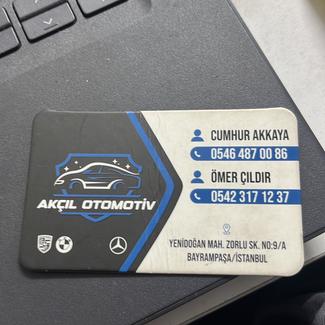 AKÇIL OTOMOTİV
CUMHUR AKKAYA
0546 487 00 86
ÖMER ÇILDIR
0542 317 12 37
YENİDOĞAN MAH. ZORLU SK. NO:9/A
BAYRAMPAŞA/İSTANBUL